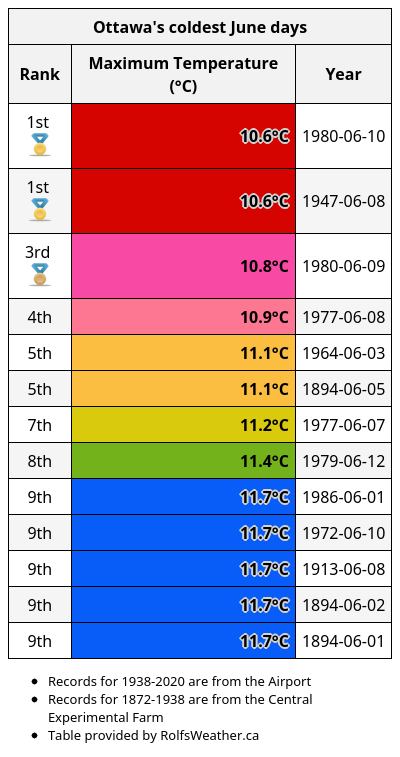 Ottawa's coldest June days
Rank Maximum Temperature (°C) Year
1st 10.6°C 1980-06-10
1st 10.6°C 1947-06-08
3rd 10.8°C 1980-06-09
4th 10.9°C 1977-06-08
5th 11.1°C 1964-06-03
5th 11.1°C 1894-06-05
7th 11.2°C 1977-06-07
8th 11.4°C 1979-06-12
9th 11.7°C 1986-06-01
9th 11.7°C 1972-06-10
9th 11.7°C 1913-06-08
9th 11.7°C 1894-06-02
9th 11.7°C 1894-06-01
Records for 1938-2020 are from the Airport
Records for 1872-1938 are from the Central
Experimental Farm
Table provided by RolfsWeather.ca